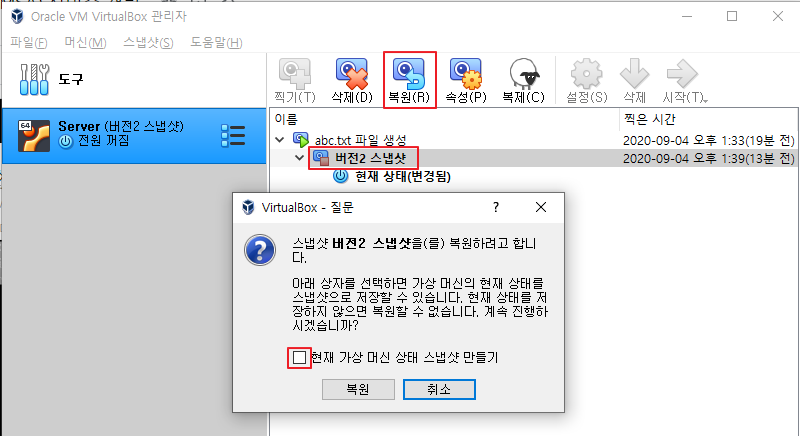 Oracle VM VirtualBox 관리자
파일(F) 머신(M) 스냅샷(S) 도움말(H)
도구
찍기(T) 삭제(D) 복원(R) 속성(P) 복제(C) 설정(S) 삭제 시작(T)
64
Server (버전2 스냅샷)
전원 꺼짐
이름 찍은 시간
abc.txt 파일 생성 2020-09-04 오후 1:33(19분 전)
버전2 스냅샷 2020-09-04 오후 1:39(13분 전)
현재 상태(변경됨)
VirtualBox - 질문
스냅샷 버전2 스냅샷을(를) 복원하려고 합니
다.
아래 상자를 선택하면 가상 머신의 현재 상태를
스냅샷으로 저장할 수 있습니다. 현재 상태를 저
장하지 않으면 복원할 수 없습니다. 계속 진행하
시겠습니까?
현재 가상 머신 상태 스냅샷 만들기
복원 취소